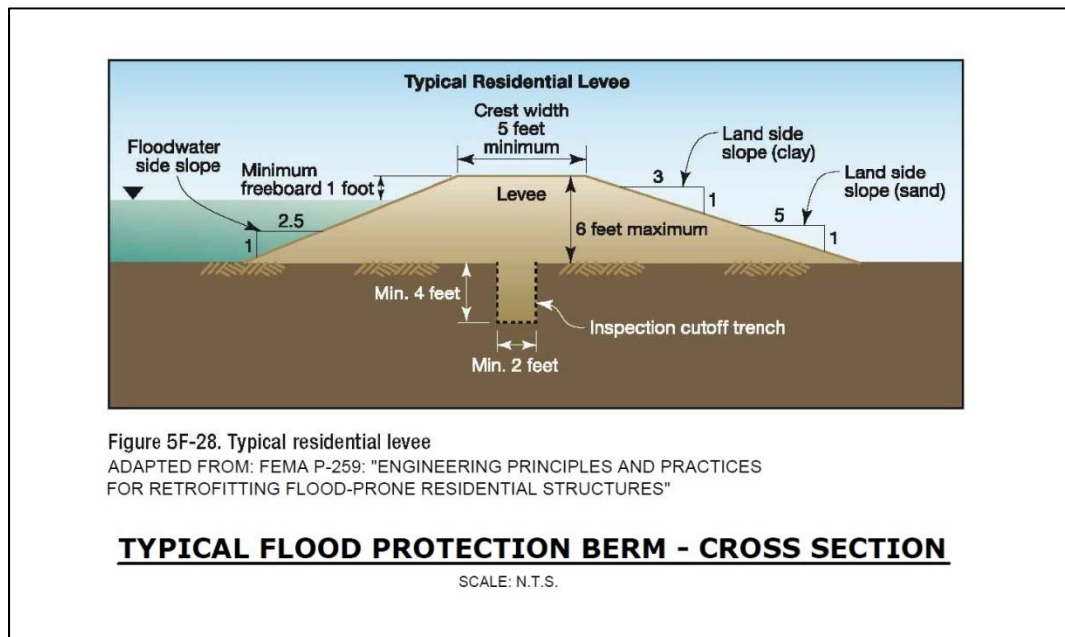 Typical Residential Levee
Crest width
5 feet
minimum
Floodwater
side slope
Minimum
freeboard 1 foot
Land side
slope (clay)
3
1
Land side
slope (sand)
5
1
Levee
2.5
1
6 feet maximum
Min. 4 feet
Inspection cutoff trench
Min. 2 feet
Figure 5F-28. Typical residential levee
ADAPTED FROM: FEMA P-259: "ENGINEERING PRINCIPLES AND PRACTICES
FOR RETROFITTING FLOOD-PRONE RESIDENTIAL STRUCTURES"
TYPICAL FLOOD PROTECTION BERM - CROSS SECTION
SCALE: N.T.S.